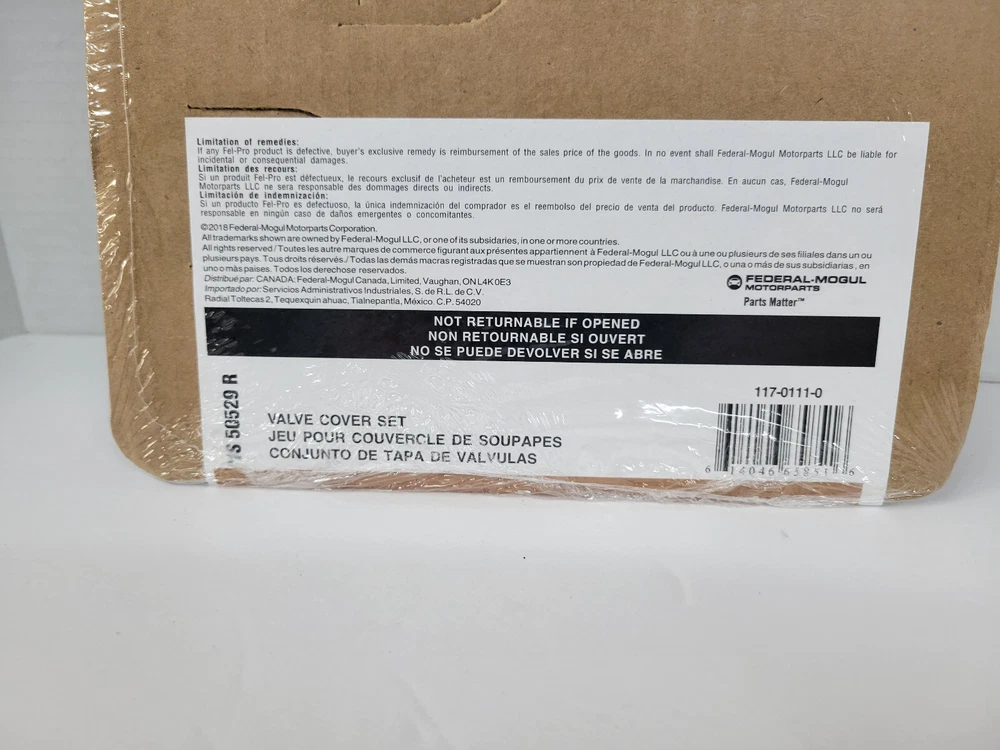 Limitation of remedies:
If any Fel-Pro product is defective, buyer's exclusive remedy is reimbursement of the sales price of the goods. In no event shall Federal-Mogul Motorparts LLC be liable for
incidental or consequential damages.
Limitation des recours:
Si un produit Fel-Pro est défectueux, le recours exclusif de l'acheteur est un remboursement du prix de vente de la marchandise. En aucun cas, Federal-Mogul
Motorparts LLC ne sera responsable des dommages directs ou indirects.
Limitación de indemnización:
Si un producto Fel-Pro es defectuoso, la única indemnización del comprador es el reembolso del precio de venta del producto. Federal-Mogul Motorparts LLC no será
responsable en ningún caso de daños emergentes o concomitantes.
©2018 Federal-Mogul Motorparts Corporation.
All trademarks shown are owned by Federal-Mogul LLC, or one of its subsidaries, in one or more countries.
All rights reserved / Toutes les autre marques de commerce figurant aux présentes appartiennent à Federal-Mogul LLC ou à une ou plusieurs de ses filiales dans un ou
plusieurs pays. Tous droits réservés. / Todas las demás macras registradas que se muestran son propiedad de Federal-Mogul LLC, o una o más de sus subsidiarias, en
uno o màs paises. Todos los derechose reservados.
Distribué par: CANADA: Federal-Mogul Canada, Limited, Vaughan, ON L4K 0E3
Importado por: Servicios Administrativos Industriales, S. de R.L. de C.V.
Radial Toltecas 2, Tequexquin ahuac, Tlalnepantla, México. C.P. 54020
FEDERAL-MOGUL
MOTORPARTS
Parts Matter™
NOT RETURNABLE IF OPENED
NON RETOURNABLE SI OUVERT
NO SE PUEDE DEVOLVER SI SE ABRE
VS 50529 R
VALVE COVER SET
JEU POUR COUVERCLE DE SOUPAPES
CONJUNTO DE TAPA DE VALVULAS
117-0111-0